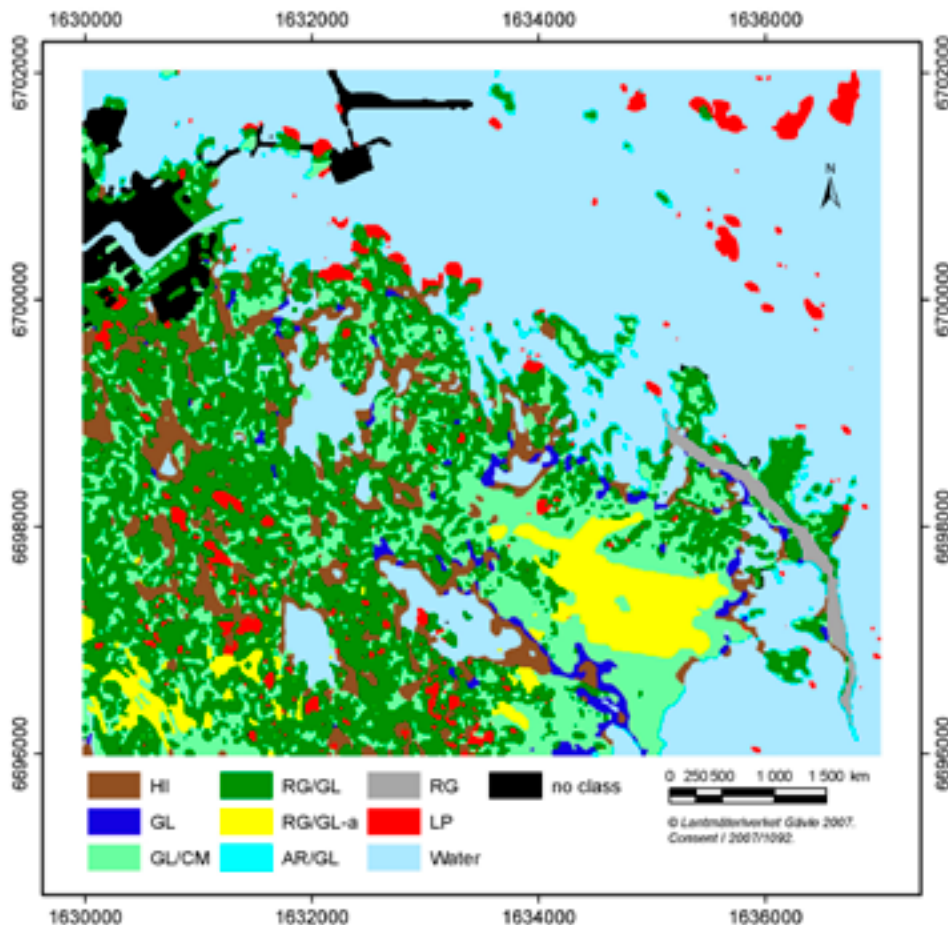 1630000 1632000 1634000 1636000
6702000 6702000
N
6700000 6700000
6698000 6698000
6696000 6696000
HI RG/GL RG no class
GL RG/GL-a LP
GL/CM AR/GL Water
0 250500 1 000 1 500 km
© Lantmäteriverket Gävle 2007.
Consent I 2007/1092.
1630000 1632000 1634000 1636000